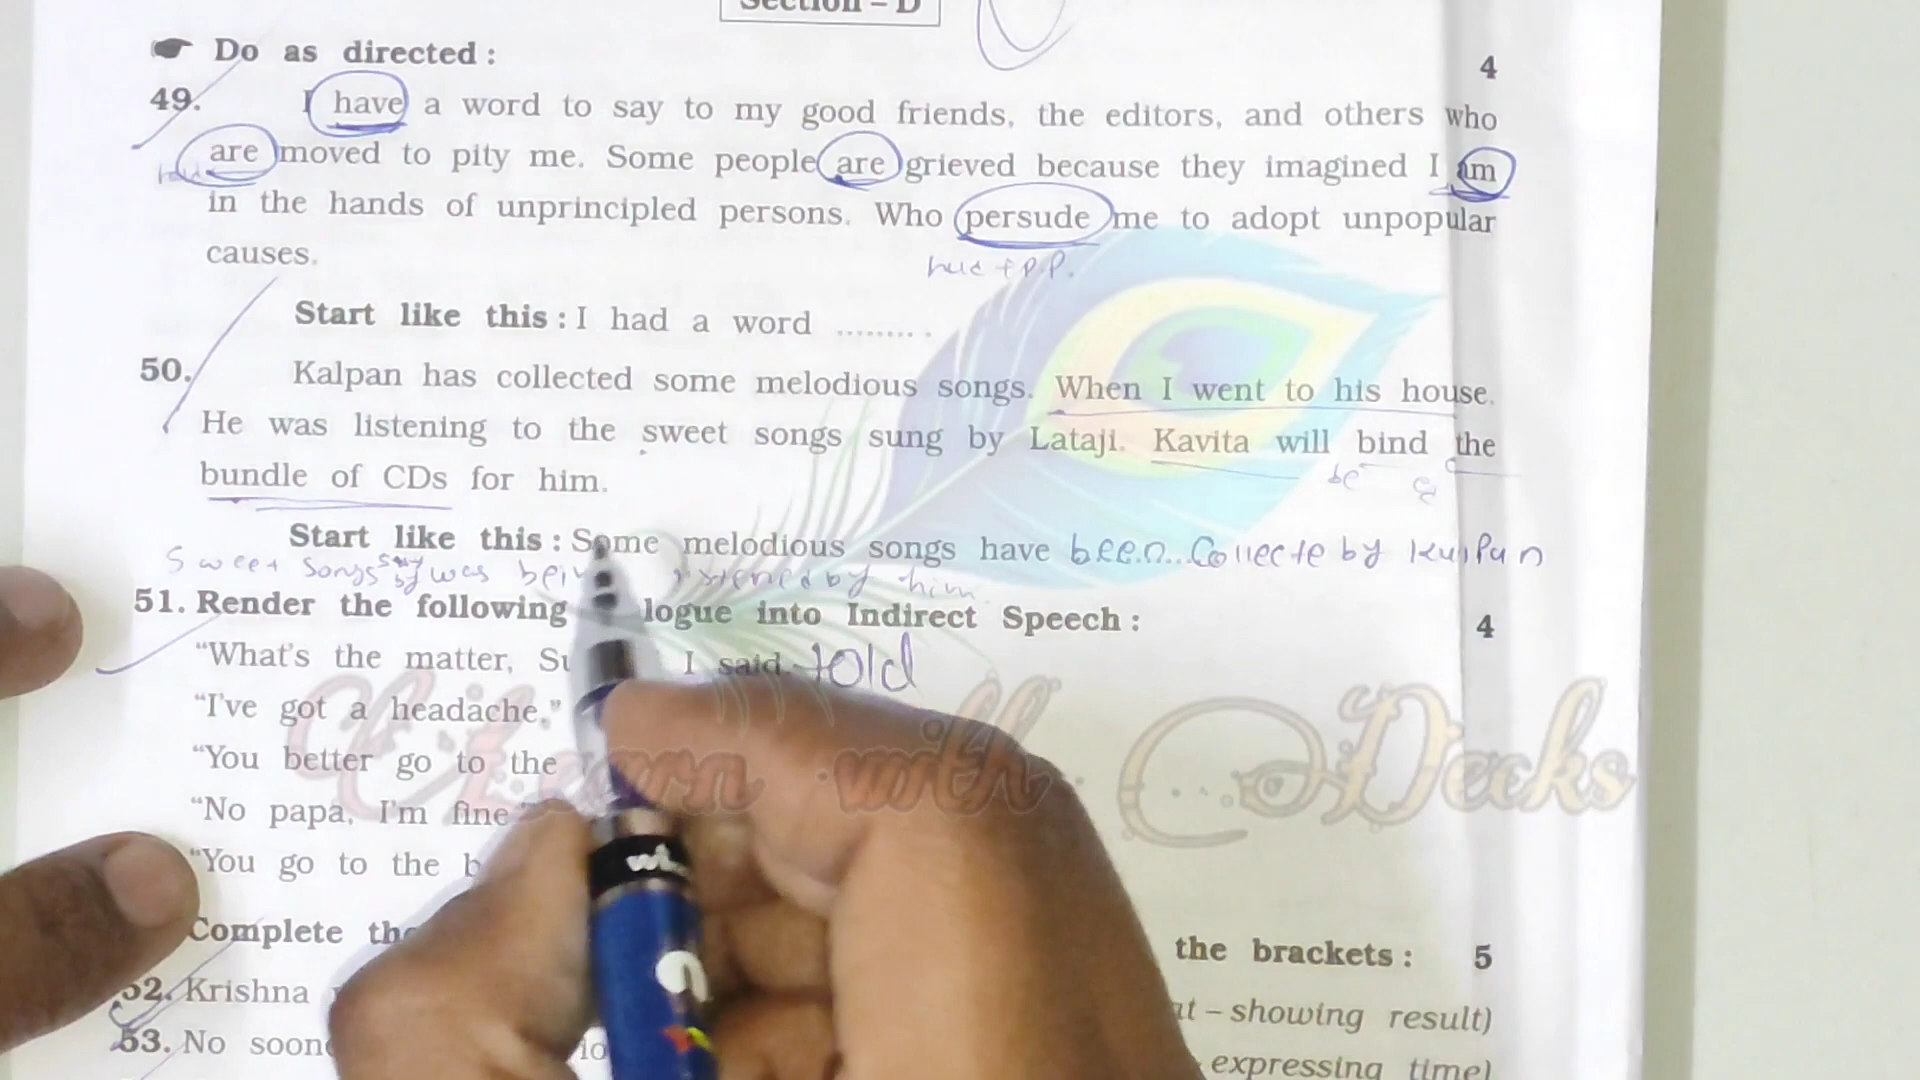 Section – D
☛ Do as directed : 4
49. I have a word to say to my good friends, the editors, and others who
are moved to pity me. Some people are grieved because they imagined I am
in the hands of unprincipled persons. Who persude me to adopt unpopular
causes.
had + P.P.
Start like this : I had a word .........
50. Kalpan has collected some melodious songs. When I went to his house.
He was listening to the sweet songs sung by Lataji. Kavita will bind the
be
bundle of CDs for him.
Start like this : Some melodious songs have been collecte by Kalpan
Sweet songs was by him
51. Render the following logue into Indirect Speech : 4
“What's the matter, Su I said. told
“I've got a headache.”
“You better go to the
“No papa, I'm fine
“You go to the b
Complete the the brackets : 5
52. Krishna – showing result)
53. No soon expressing time)
Learn with Decks